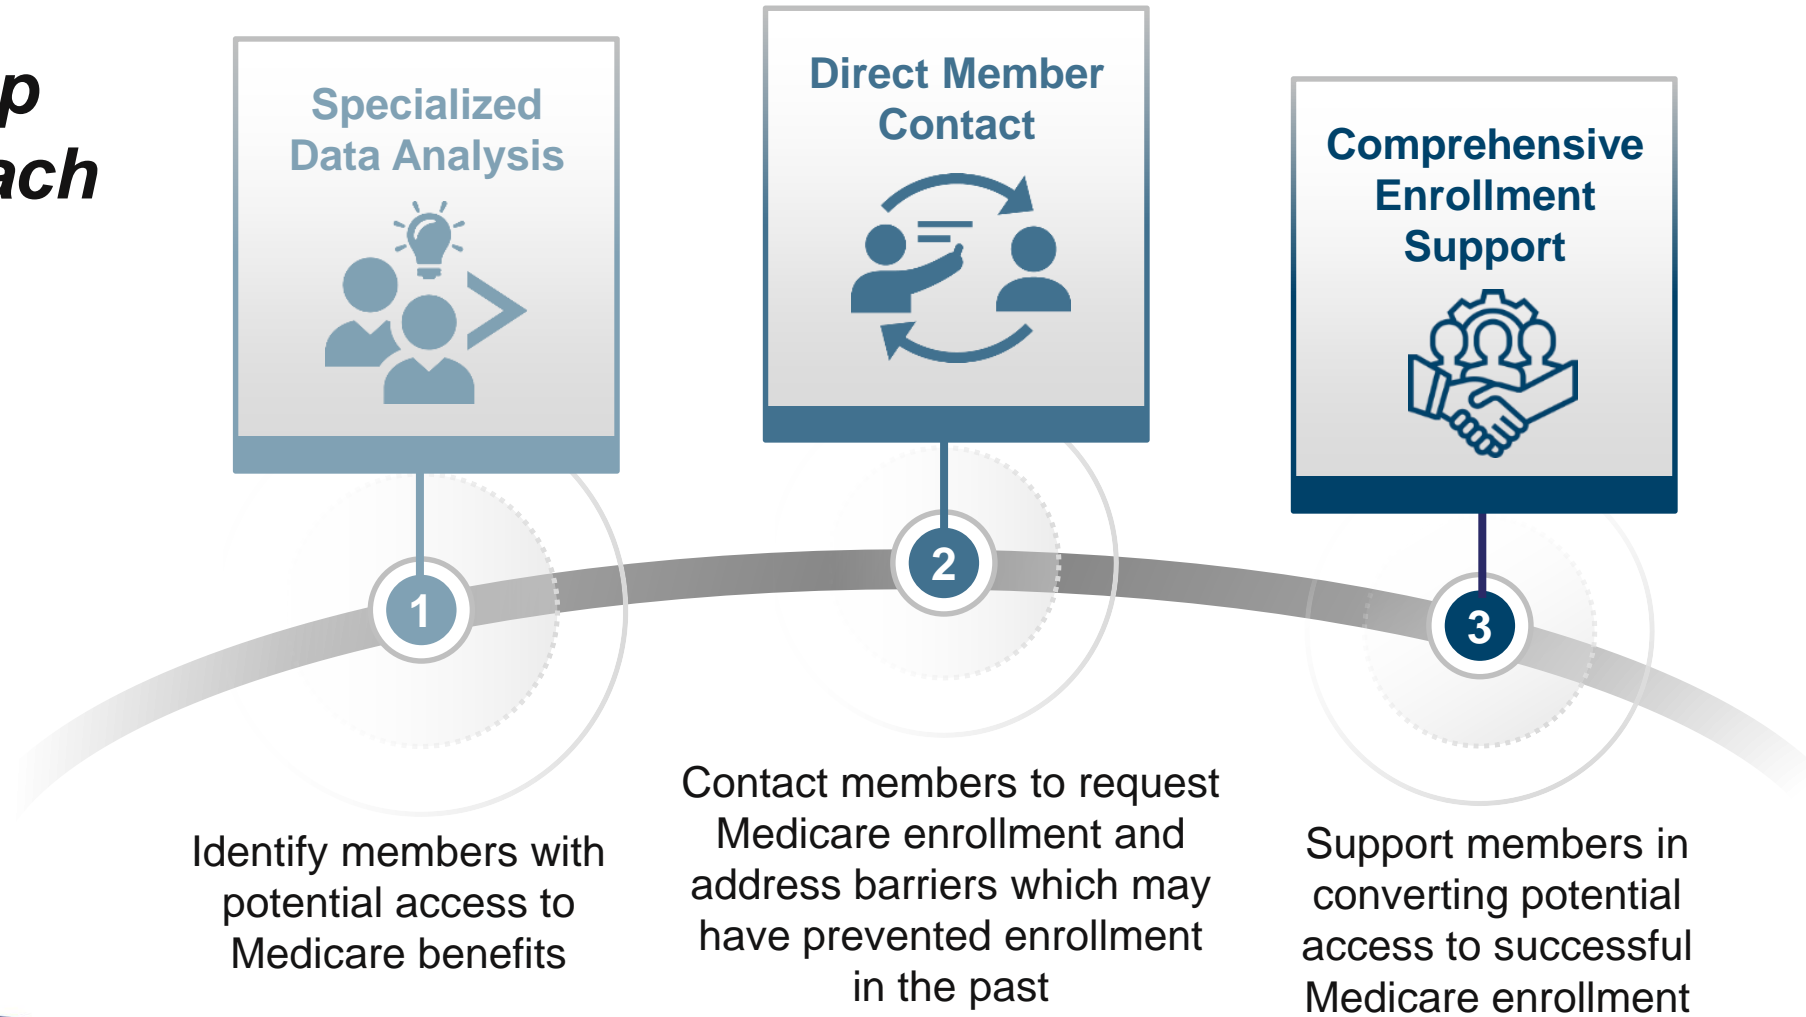 p
ach
Specialized
Data Analysis
Direct Member
Contact
Comprehensive
Enrollment
Support
1
2
3
Identify members with
potential access to
Medicare benefits
Contact members to request
Medicare enrollment and
address barriers which may
have prevented enrollment
in the past
Support members in
converting potential
access to successful
Medicare enrollment